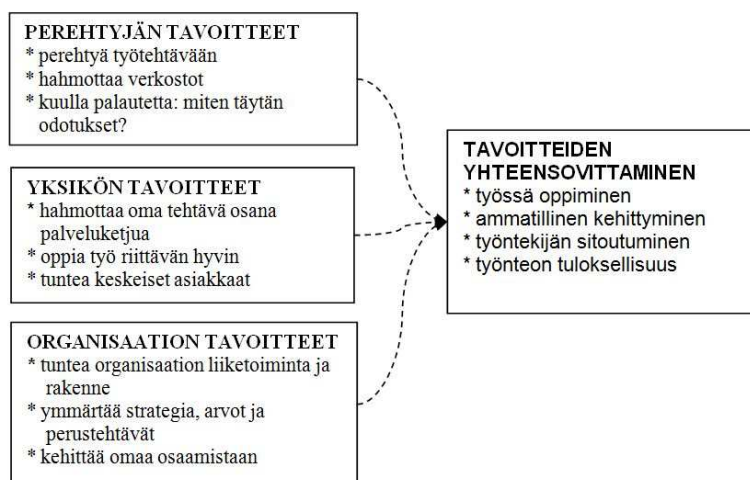 PEREHTYJÄN TAVOITTEET
* perehtyä työtehtävään
* hahmottaa verkostot
* kuulla palautetta: miten täytän
odotukset?
YKSIKÖN TAVOITTEET
* hahmottaa oma tehtävä osana
palveluketjua
* oppia työ riittävän hyvin
* tuntea keskeiset asiakkaat
ORGANISAATION TAVOITTEET
* tuntea organisaation liiketoiminta ja
rakenne
* ymmärtää strategia, arvot ja
perustehtävät
* kehittää omaa osaamistaan
TAVOITTEIDEN
YHTEENSOVITTAMINEN
* työssä oppiminen
* ammatillinen kehittyminen
* työntekijän sitoutuminen
* työnteon tuloksellisuus